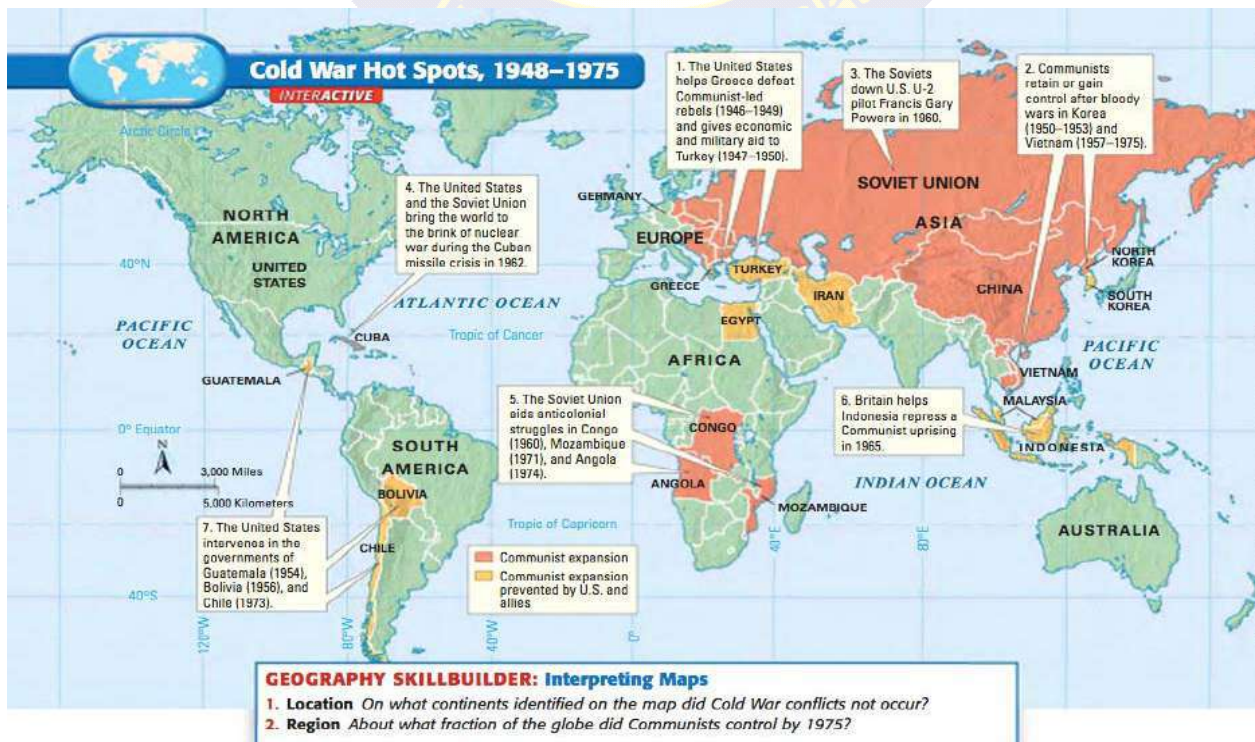 Cold War Hot Spots, 1948–1975
INTERACTIVE
1. The United States
helps Greece defeat
Communist-led
rebels (1946–1949)
and gives economic
and military aid to
Turkey (1947–1950).
3. The Soviets
down U.S. U-2
pilot Francis Gary
Powers in 1960.
2. Communists
retain or gain
control after bloody
wars in Korea
(1950–1953) and
Vietnam (1957–1975).
Arctic Circle
4. The United States
and the Soviet Union
bring the world to
the brink of nuclear
war during the Cuban
missile crisis in 1962.
GERMANY
SOVIET UNION
NORTH
AMERICA
EUROPE
ASIA
UNITED
STATES
40°N
GREECE
TURKEY
IRAN
CHINA
NORTH
KOREA
SOUTH
KOREA
ATLANTIC OCEAN
PACIFIC
OCEAN
EGYPT
CUBA
Tropic of Cancer
AFRICA
PACIFIC
OCEAN
GUATEMALA
VIETNAM
MALAYSIA
5. The Soviet Union
aids anticolonial
struggles in Congo
(1960), Mozambique
(1971), and Angola
(1974).
6. Britain helps
Indonesia repress a
Communist uprising
in 1965.
0° Equator
CONGO
INDONESIA
SOUTH
AMERICA
N
0 3,000 Miles
0 5,000 Kilometers
ANGOLA
INDIAN OCEAN
BOLIVIA
MOZAMBIQUE
7. The United States
intervenes in the
governments of
Guatemala (1954),
Bolivia (1956), and
Chile (1973).
CHILE
Tropic of Capricorn
AUSTRALIA
Communist expansion
Communist expansion
prevented by U.S. and
allies
40°S
120°W
80°W
40°W
0°
40°E
80°E
GEOGRAPHY SKILLBUILDER: Interpreting Maps
1. Location On what continents identified on the map did Cold War conflicts not occur?
2. Region About what fraction of the globe did Communists control by 1975?